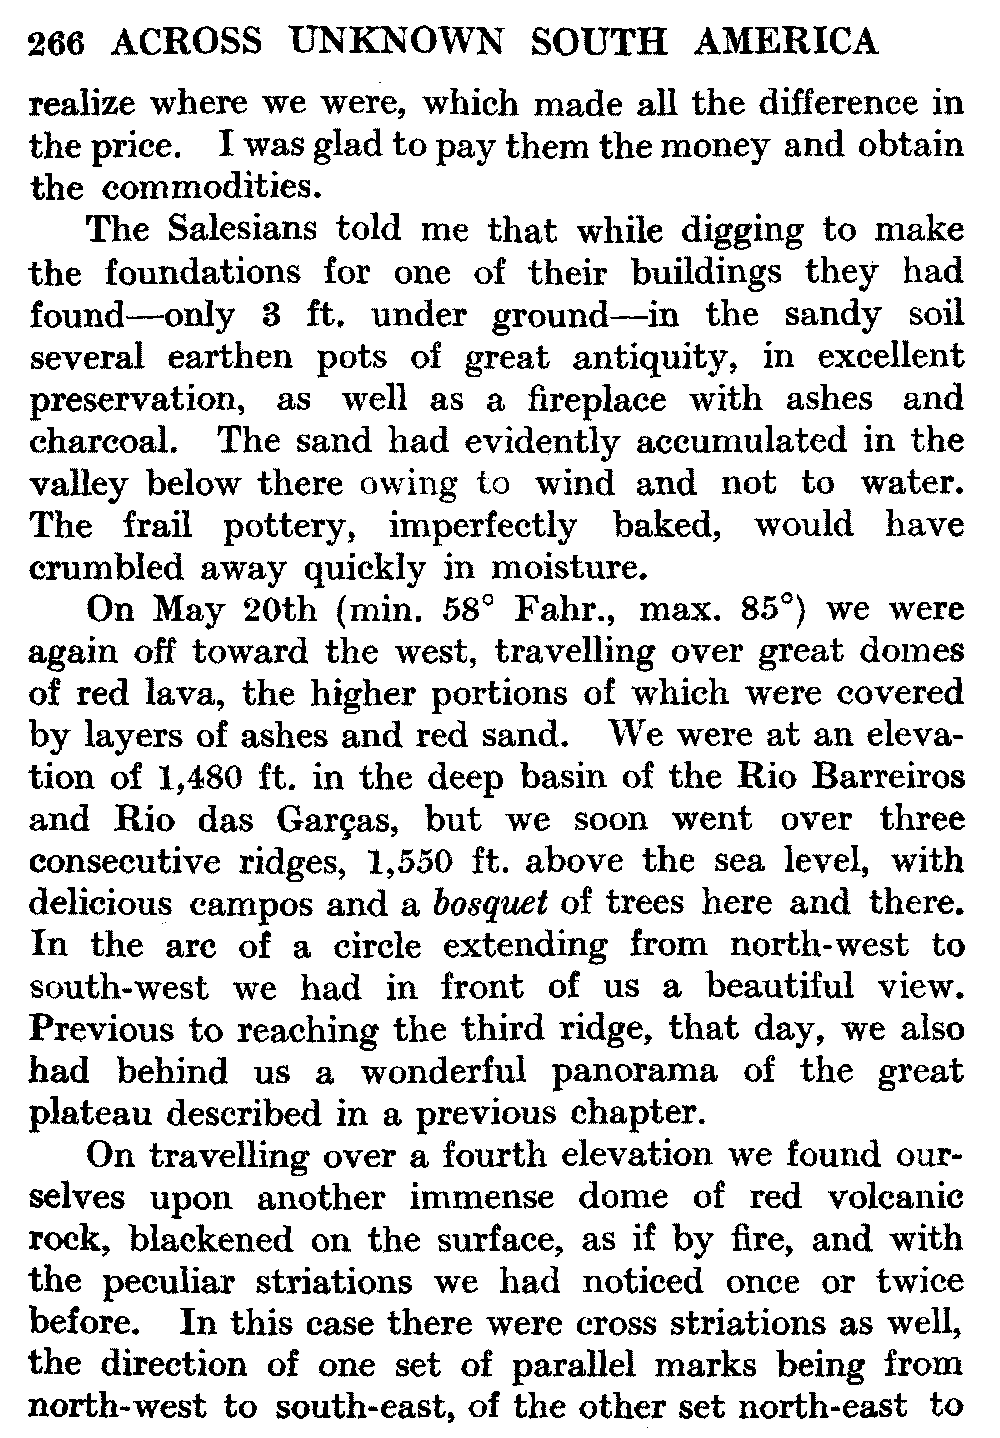 266 ACROSS UNKNOWN SOUTH AMERICA
realize where we were, which made all the difference in
the price. I was glad to pay them the money and obtain
the commodities.
The Salesians told me that while digging to make
the foundations for one of their buildings they had
found—only 3 ft. under ground—in the sandy soil
several earthen pots of great antiquity, in excellent
preservation, as well as a fireplace with ashes and
charcoal. The sand had evidently accumulated in the
valley below there owing to wind and not to water.
The frail pottery, imperfectly baked, would have
crumbled away quickly in moisture.
On May 20th (min. 58° Fahr., max. 85°) we were
again off toward the west, travelling over great domes
of red lava, the higher portions of which were covered
by layers of ashes and red sand. We were at an eleva-
tion of 1,480 ft. in the deep basin of the Rio Barreiros
and Rio das Garças, but we soon went over three
consecutive ridges, 1,550 ft. above the sea level, with
delicious campos and a bosquet of trees here and there.
In the arc of a circle extending from north-west to
south-west we had in front of us a beautiful view.
Previous to reaching the third ridge, that day, we also
had behind us a wonderful panorama of the great
plateau described in a previous chapter.
On travelling over a fourth elevation we found our-
selves upon another immense dome of red volcanic
rock, blackened on the surface, as if by fire, and with
the peculiar striations we had noticed once or twice
before. In this case there were cross striations as well,
the direction of one set of parallel marks being from
north-west to south-east, of the other set north-east to